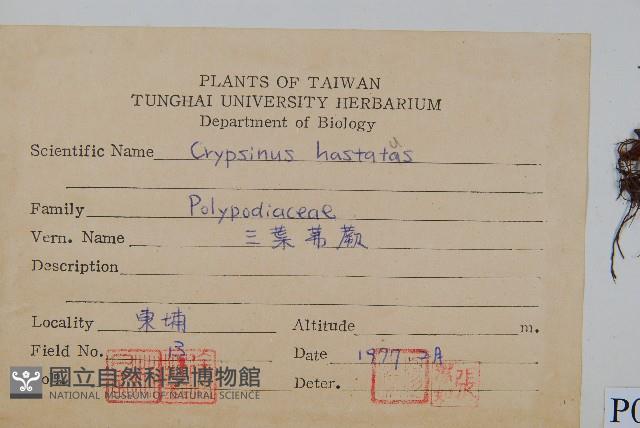 PLANTS OF TAIWAN
TUNGHAI UNIVERSITY HERBARIUM
Department of Biology
Scientific Name Crypsinus hastatus
Family Polypodiaceae
Vern. Name 三葉茀蕨
Description
Locality 東埔
Altitude m.
Field No. 13
Date 1977.
Deter.
國立自然科學博物館
NATIONAL MUSEUM OF NATURAL SCIENCE